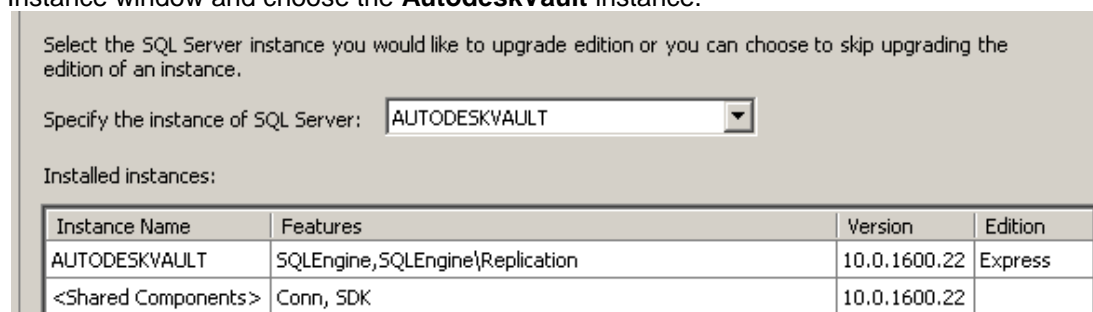 Instance window and choose the AutodeskVault instance.
Select the SQL Server instance you would like to upgrade edition or you can choose to skip upgrading the
edition of an instance.
Specify the instance of SQL Server: AUTODESKVAULT
Installed instances:
Instance Name Features Version Edition
AUTODESKVAULT SQLEngine,SQLEngine\Replication 10.0.1600.22 Express
<Shared Components> Conn, SDK 10.0.1600.22